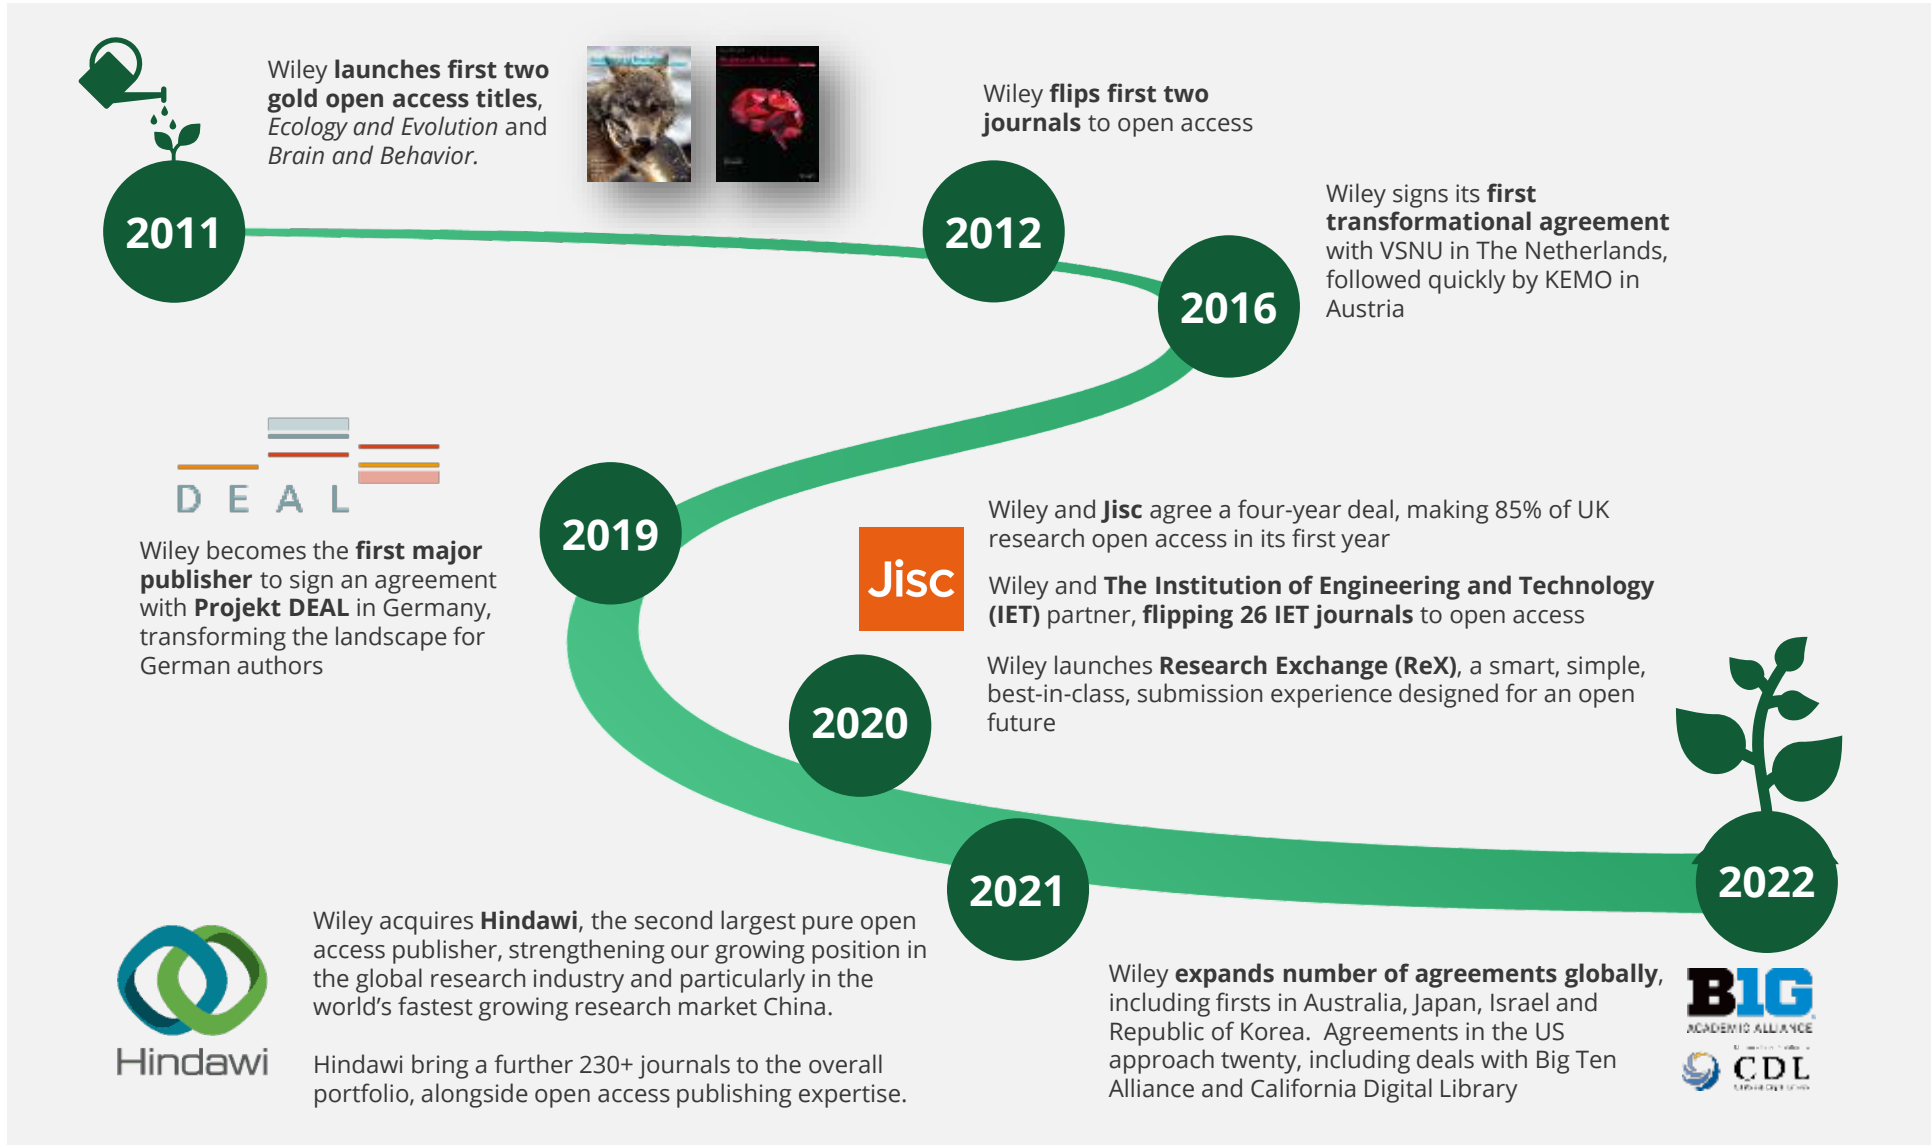 Wiley launches first two
gold open access titles,
Ecology and Evolution and
Brain and Behavior.
2011
Wiley flips first two
journals to open access
2012
Wiley signs its first
transformational agreement
with VSNU in The Netherlands,
followed quickly by KEMO in
Austria
2016
DEAL
Wiley becomes the first major
publisher to sign an agreement
with Projekt DEAL in Germany,
transforming the landscape for
German authors
2019
Jisc
Wiley and Jisc agree a four-year deal, making 85% of UK
research open access in its first year
Wiley and The Institution of Engineering and Technology
(IET) partner, flipping 26 IET journals to open access
Wiley launches Research Exchange (ReX), a smart, simple,
best-in-class, submission experience designed for an open
future
2020
2021
Hindawi
Wiley acquires Hindawi, the second largest pure open
access publisher, strengthening our growing position in
the global research industry and particularly in the
world's fastest growing research market China.
Hindawi bring a further 230+ journals to the overall
portfolio, alongside open access publishing expertise.
2022
Wiley expands number of agreements globally,
including firsts in Australia, Japan, Israel and
Republic of Korea.  Agreements in the US
approach twenty, including deals with Big Ten
Alliance and California Digital Library
B1G
ACADEMIC ALLIANCE
CDL